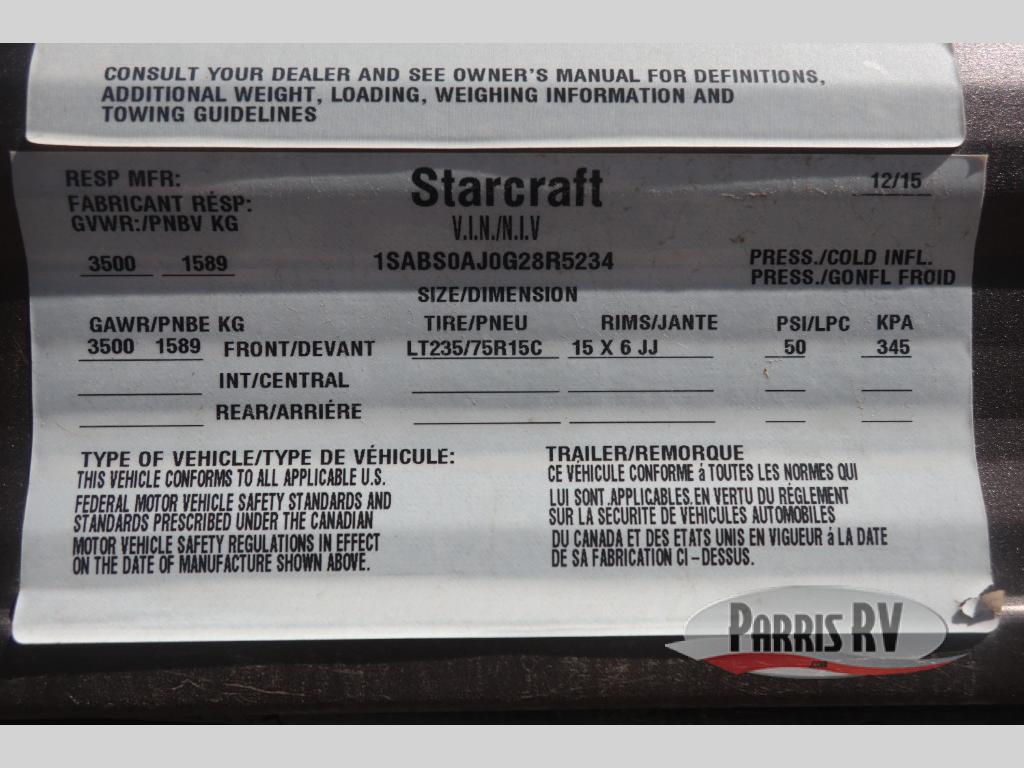 CONSULT YOUR DEALER AND SEE OWNER'S MANUAL FOR DEFINITIONS,
ADDITIONAL WEIGHT, LOADING, WEIGHING INFORMATION AND
TOWING GUIDELINES
RESP MFR: Starcraft 12/15
FABRICANT RÉSP:
GVWR:/PNBV KG V.I.N./N.I.V
3500 1589 1SABS0AJ0G28R5234 PRESS./COLD INFL.
PRESS./GONFL FROID
SIZE/DIMENSION
GAWR/PNBE KG TIRE/PNEU RIMS/JANTE PSI/LPC KPA
3500 1589 FRONT/DEVANT LT235/75R15C 15 X 6 JJ 50 345
INT/CENTRAL
REAR/ARRIÉRE
TYPE OF VEHICLE/TYPE DE VÉHICULE: TRAILER/REMORQUE
THIS VEHICLE CONFORMS TO ALL APPLICABLE U.S.
FEDERAL MOTOR VEHICLE SAFETY STANDARDS AND
STANDARDS PRESCRIBED UNDER THE CANADIAN
MOTOR VEHICLE SAFETY REGULATIONS IN EFFECT
ON THE DATE OF MANUFACTURE SHOWN ABOVE.
CE VÉHICULE CONFORME á TOUTES LES NORMES QUI
LUI SONT APPLICABLES EN VERTU DU RÉGLEMENT
SUR LA SECURITE DE VÉHICULES AUTOMOBILES
DU CANADA ET DES ETATS UNIS EN VIGUEUR á LA DATE
DE SA FABRICATION CI-DESSUS.
PARRIS RV
.com